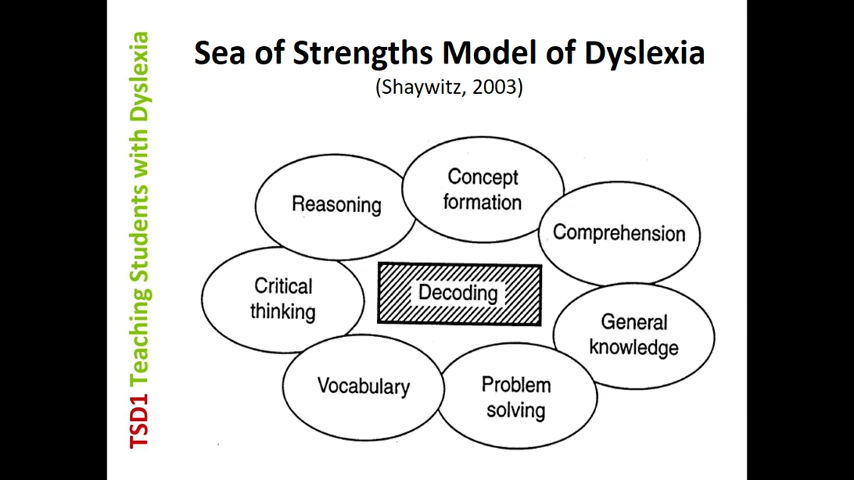 Sea of Strengths Model of Dyslexia
(Shaywitz, 2003)
TSD1 Teaching Students with Dyslexia
Concept
formation
Reasoning
Comprehension
Critical
thinking
Decoding
General
knowledge
Vocabulary
Problem
solving